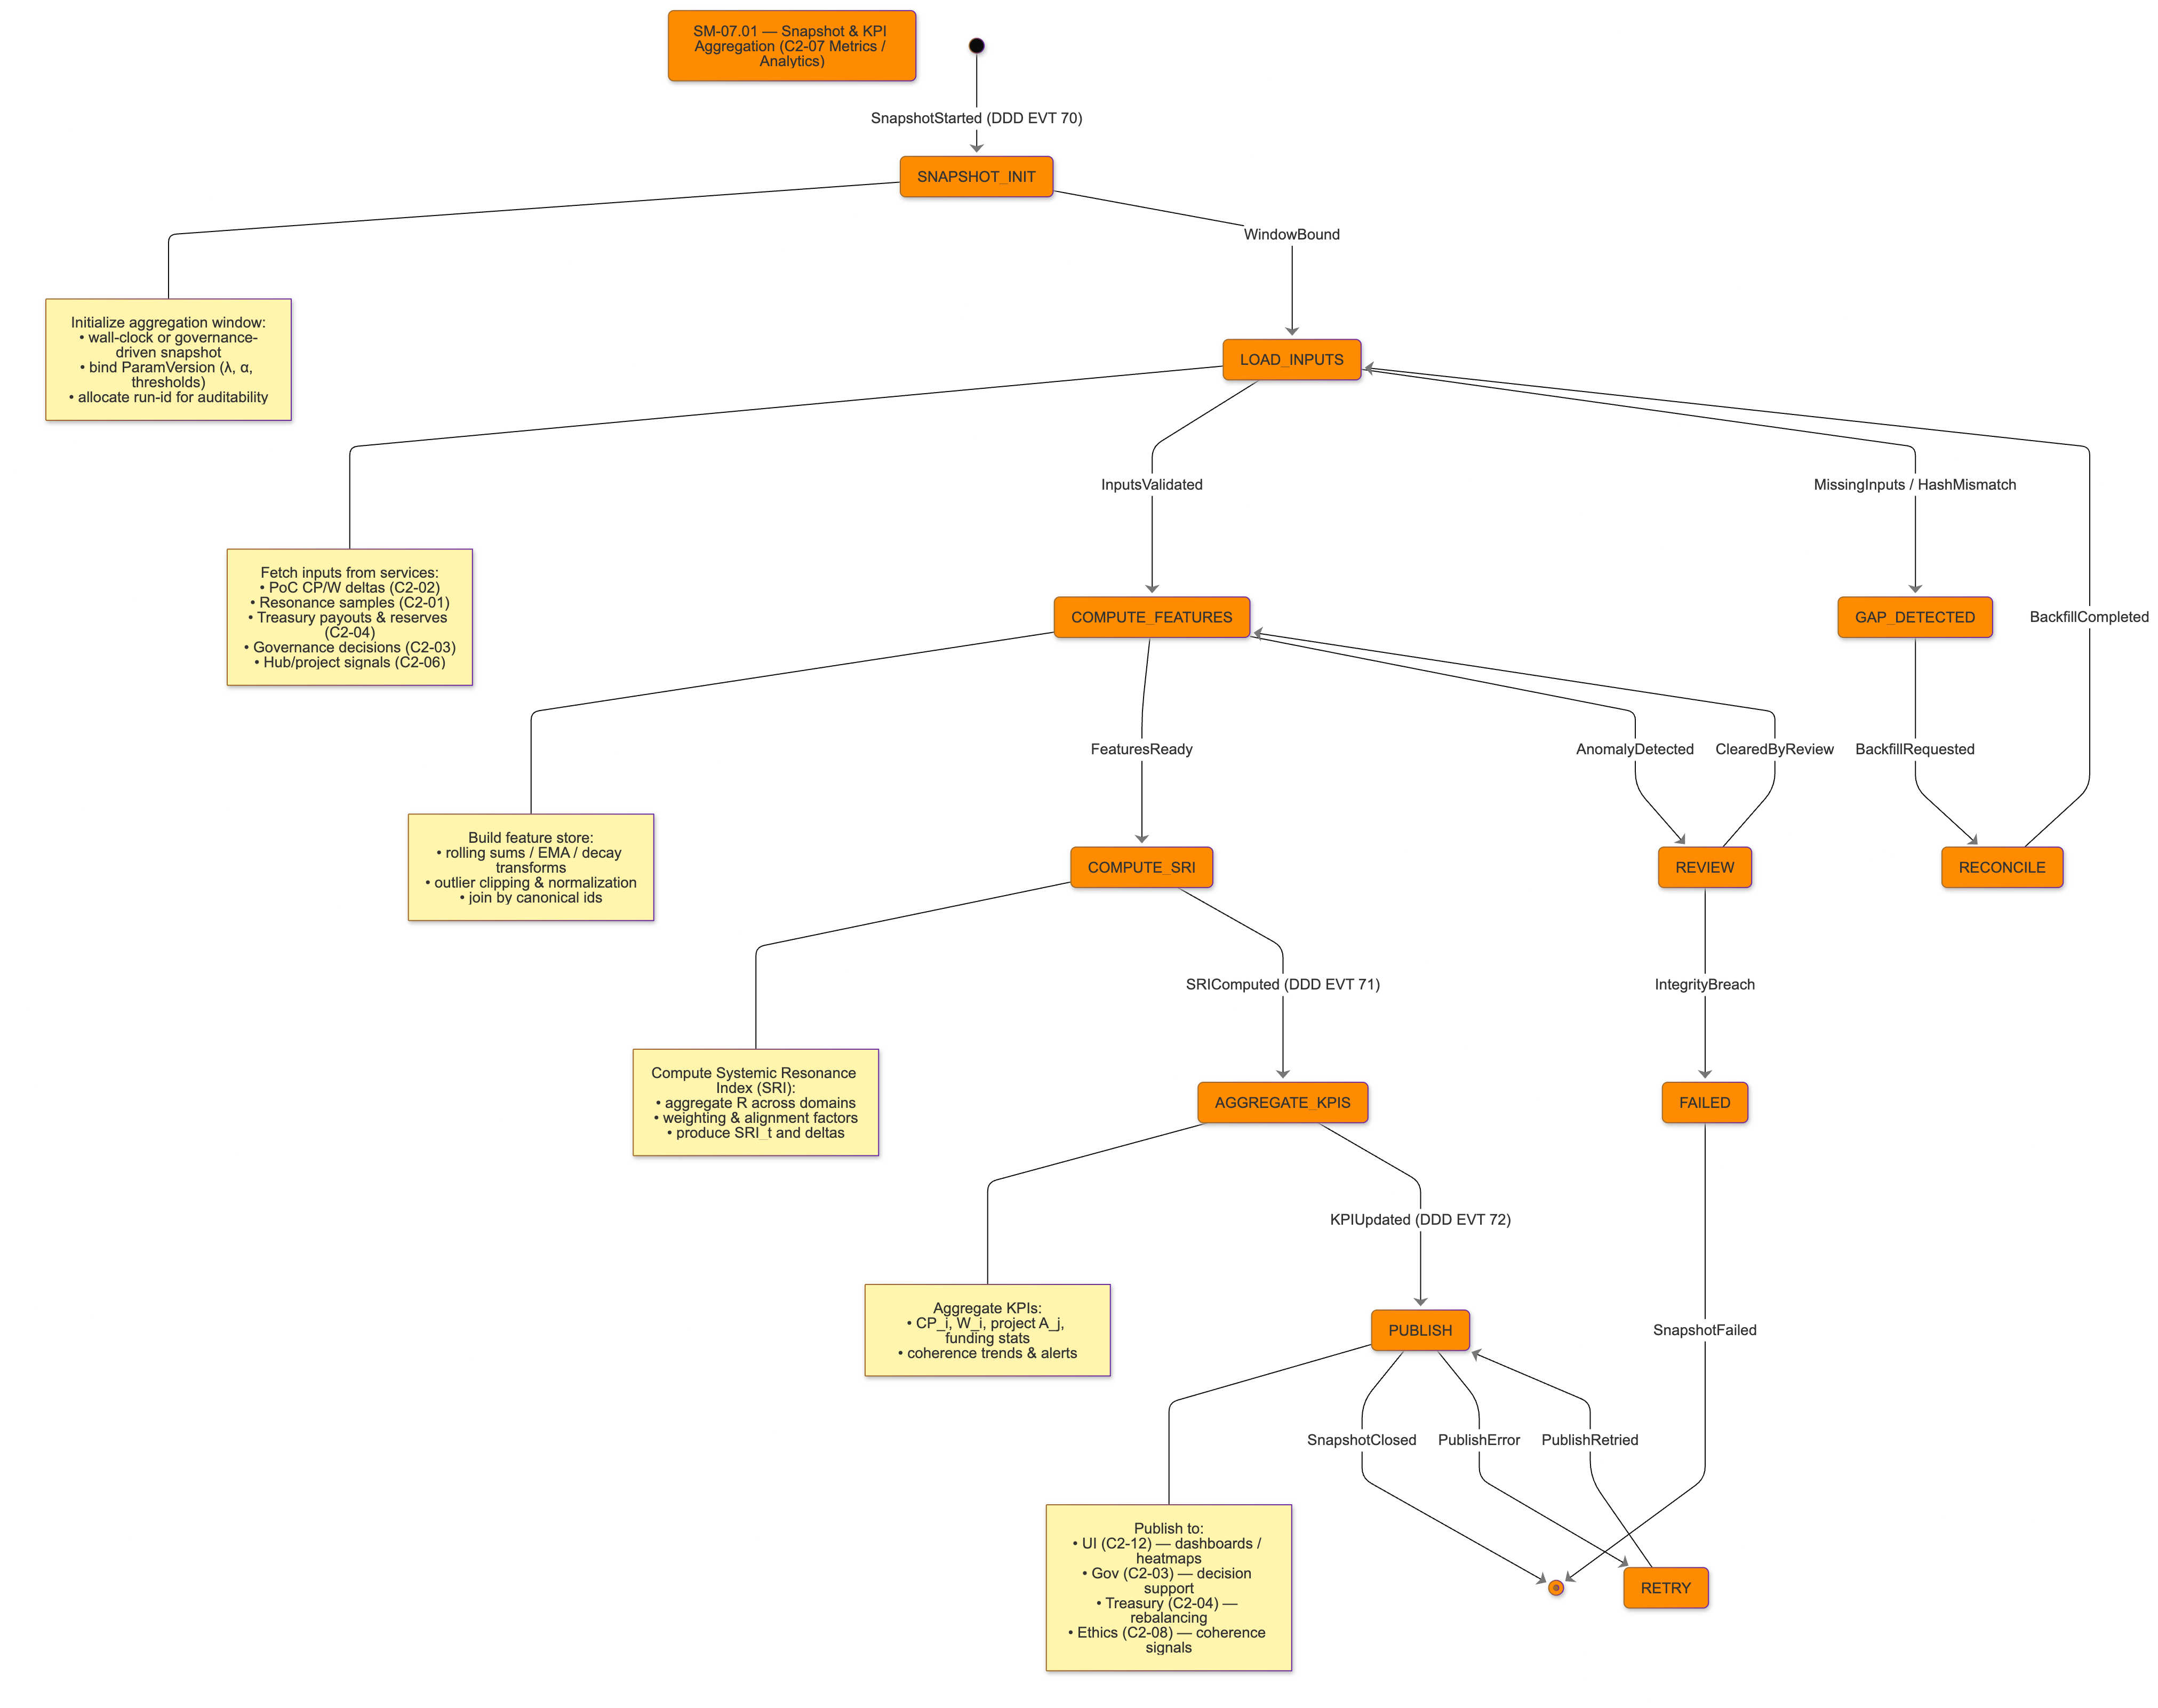 SM-07.01 — Snapshot & KPI
Aggregation (C2-07 Metrics /
Analytics)
SnapshotStarted (DDD EVT 70)
SNAPSHOT_INIT
WindowBound
Initialize aggregation window:
• wall-clock or governance-
driven snapshot
• bind ParamVersion (λ, α,
thresholds)
• allocate run-id for auditability
LOAD_INPUTS
InputsValidated
MissingInputs / HashMismatch
Fetch inputs from services:
• PoC CP/W deltas (C2-02)
• Resonance samples (C2-01)
• Treasury payouts & reserves
(C2-04)
• Governance decisions (C2-03)
• Hub/project signals (C2-06)
COMPUTE_FEATURES
GAP_DETECTED
BackfillCompleted
FeaturesReady
AnomalyDetected
ClearedByReview
BackfillRequested
Build feature store:
• rolling sums / EMA / decay
transforms
• outlier clipping & normalization
• join by canonical ids
COMPUTE_SRI
REVIEW
RECONCILE
SRIComputed (DDD EVT 71)
IntegrityBreach
Compute Systemic Resonance
Index (SRI):
• aggregate R across domains
• weighting & alignment factors
• produce SRI_t and deltas
AGGREGATE_KPIS
FAILED
KPIUpdated (DDD EVT 72)
Aggregate KPIs:
• CP_i, W_i, project A_j,
funding stats
• coherence trends & alerts
PUBLISH
SnapshotFailed
SnapshotClosed
PublishError
PublishRetried
Publish to:
• UI (C2-12) — dashboards /
heatmaps
• Gov (C2-03) — decision
support
• Treasury (C2-04) —
rebalancing
• Ethics (C2-08) — coherence
signals
RETRY